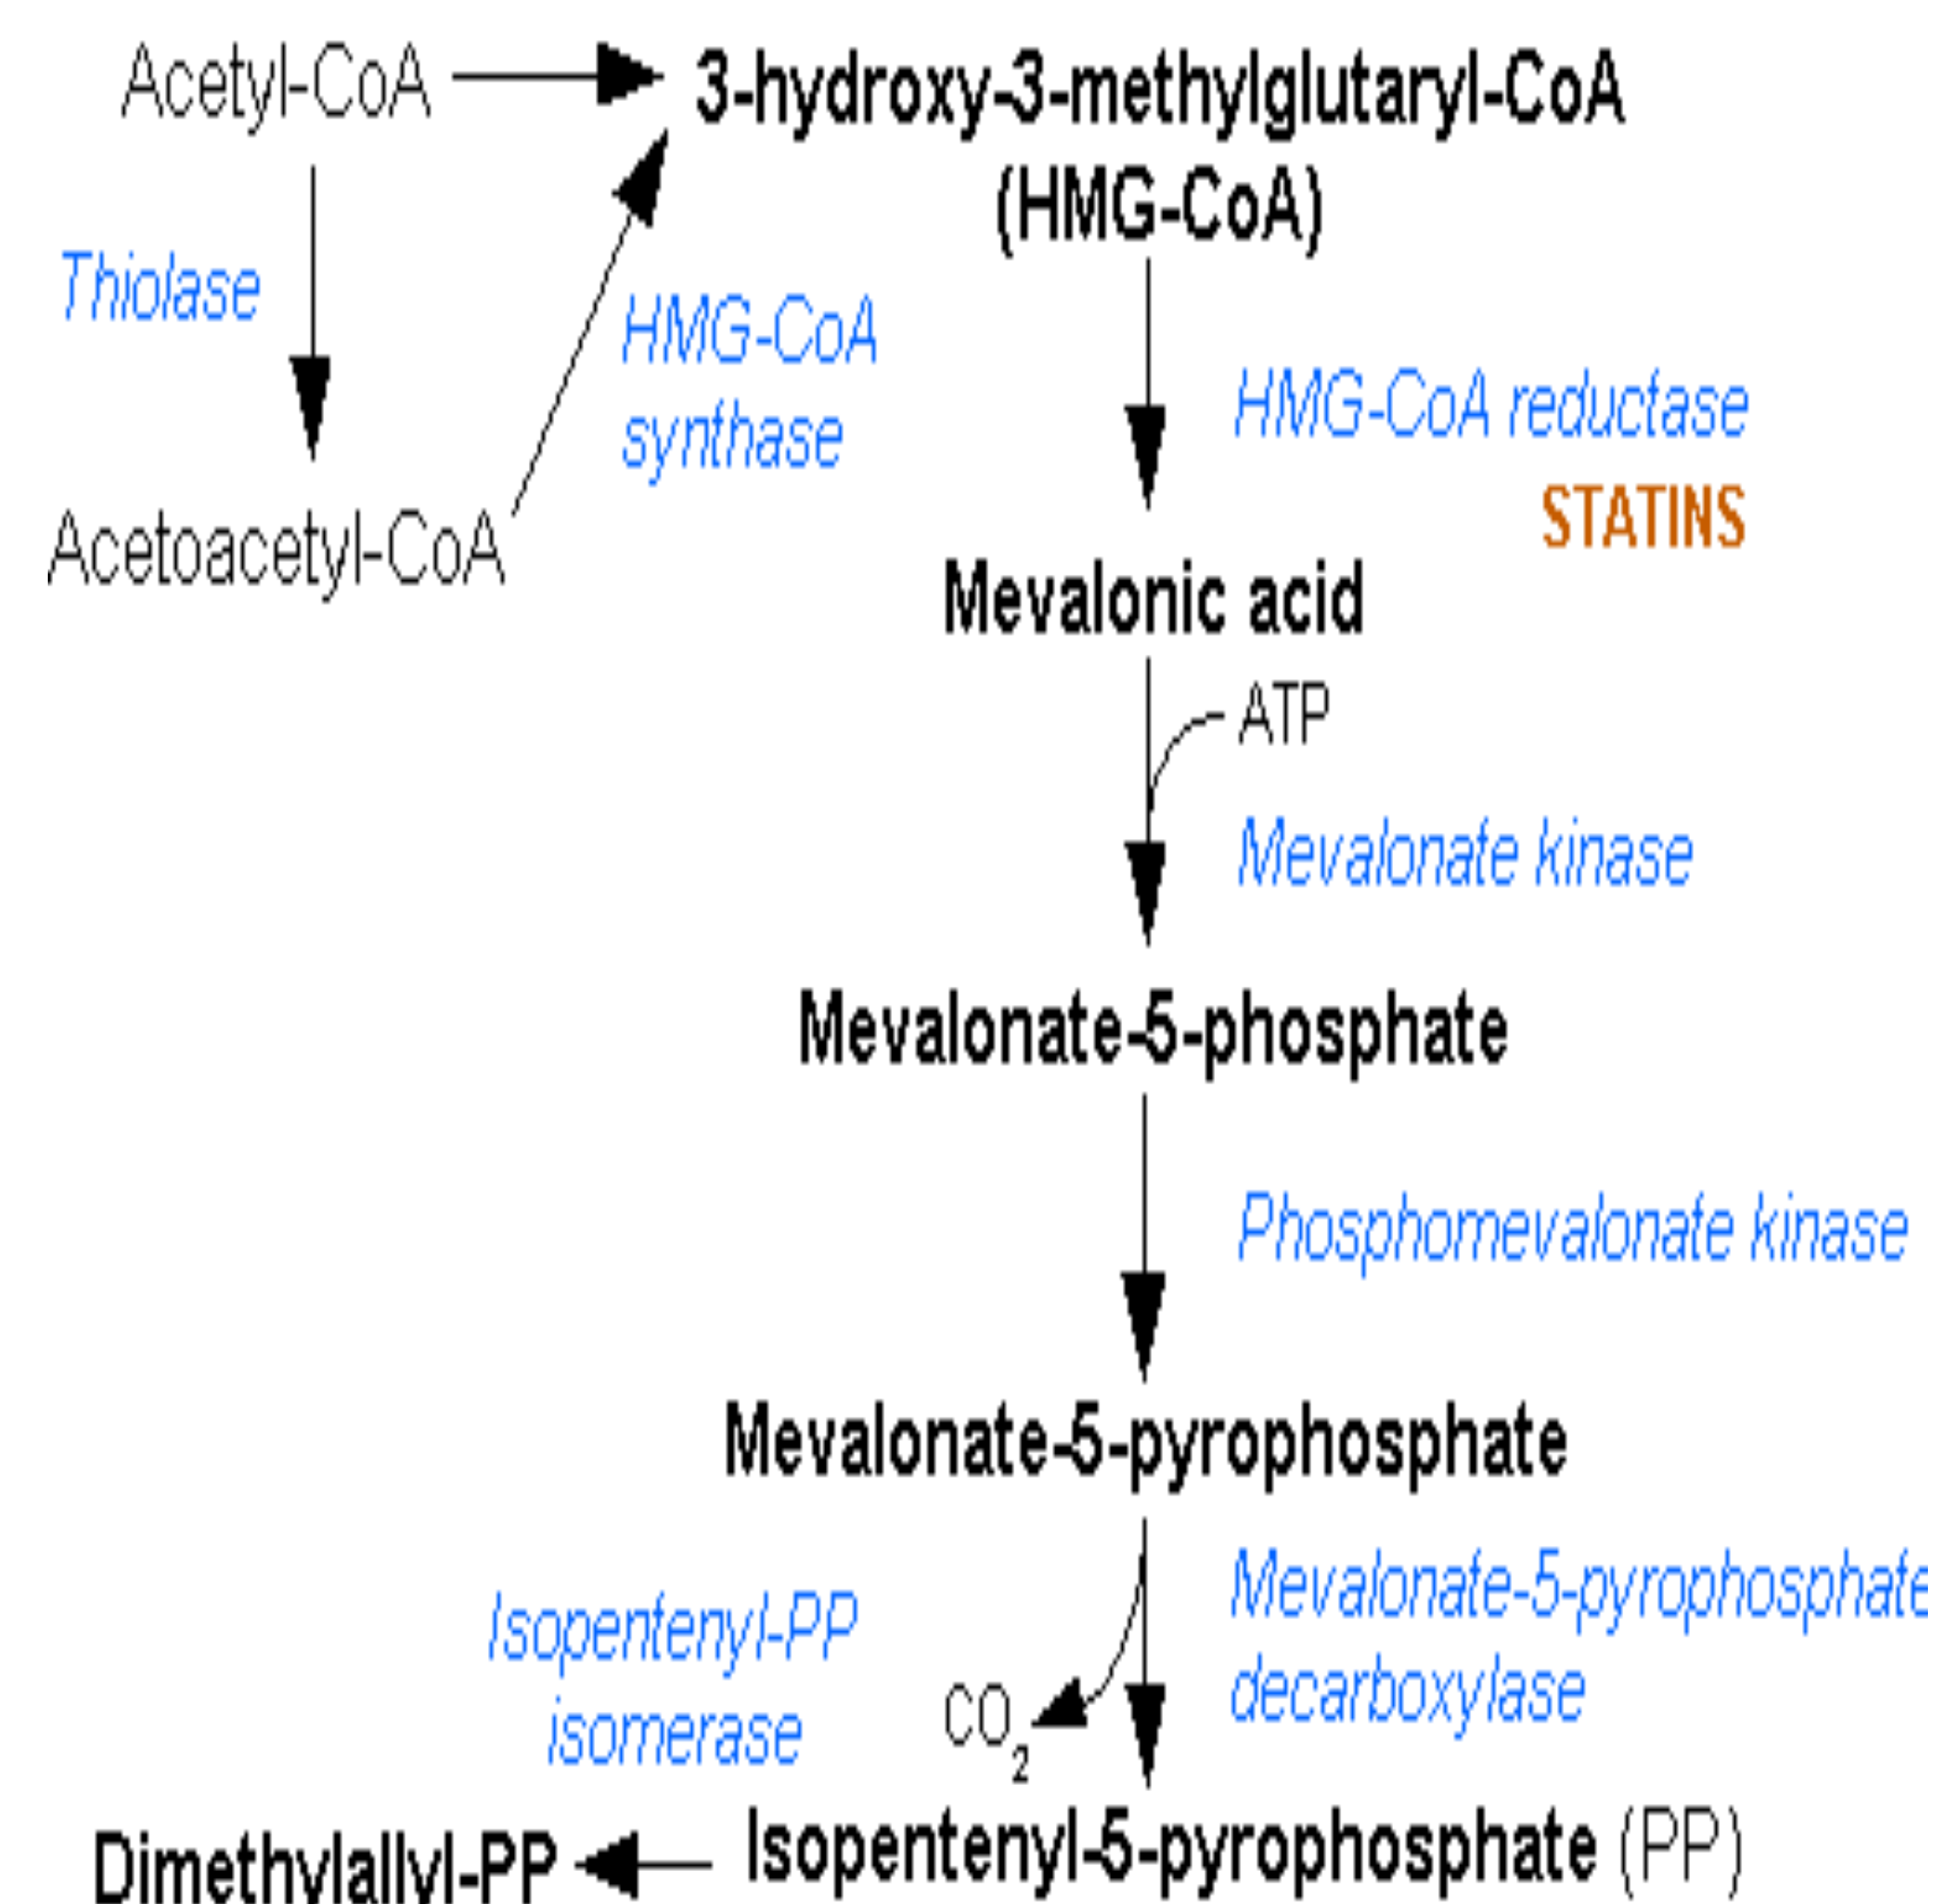 Acetyl-CoA
3-hydroxy-3-methylglutaryl-CoA
(HMG-CoA)
Thiolase
HMG-CoA
synthase
HMG-CoA reductase
STATINS
Acetoacetyl-CoA
Mevalonic acid
ATP
Mevalonate kinase
Mevalonate-5-phosphate
Phosphomevalonate kinase
Mevalonate-5-pyrophosphate
Mevalonate-5-pyrophosphate
decarboxylase
Isopentenyl-PP
isomerase
CO₂
Isopentenyl-5-pyrophosphate (PP)
Dimethylallyl-PP